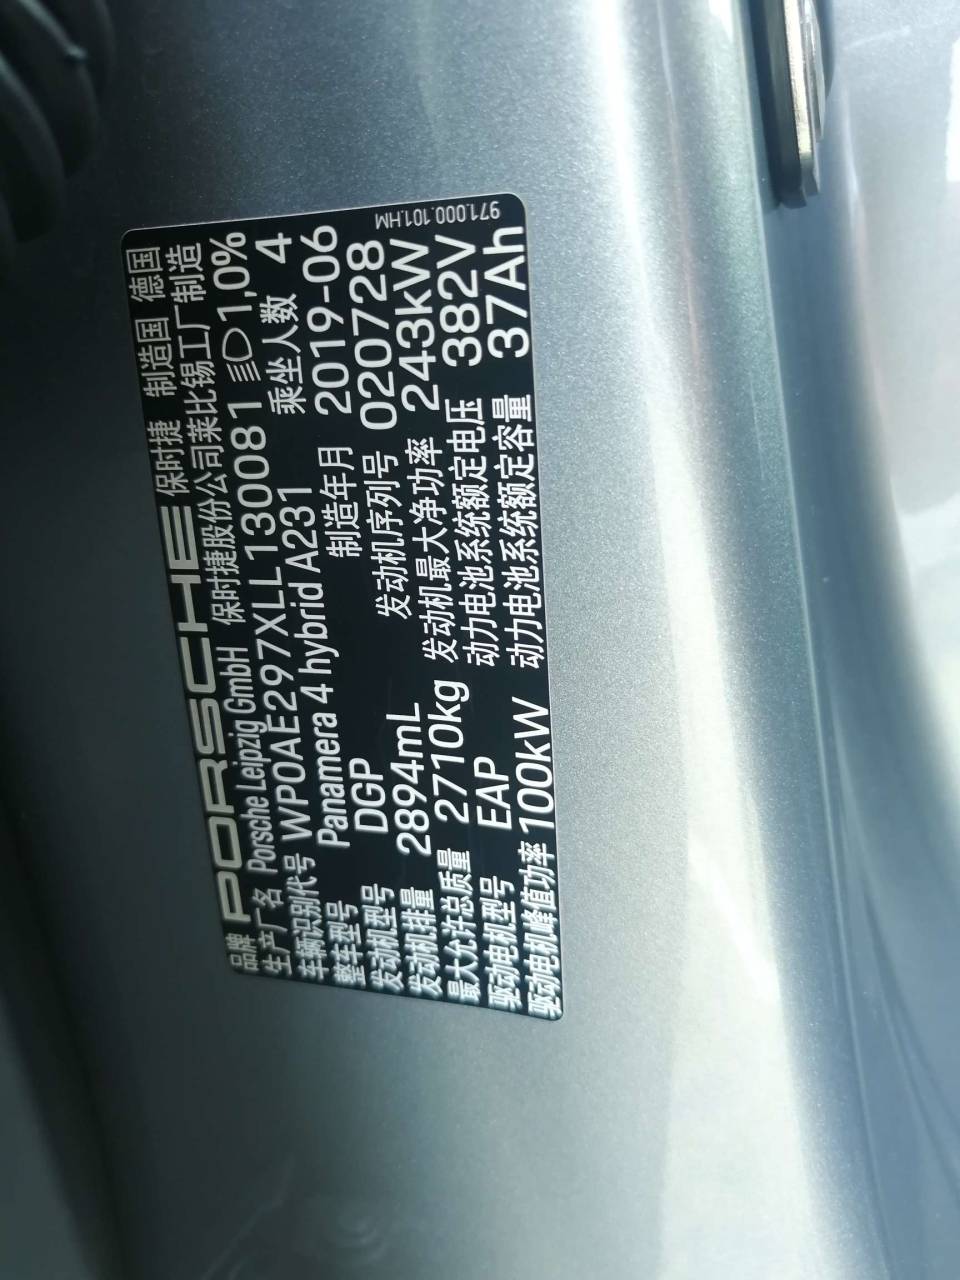 品牌 PORSCHE 保时捷 制造国 德国
生产厂名 Porsche Leipzig GmbH 保时捷股份公司莱比锡工厂制造
车辆识别代号 WP0AE297XLL130081 1,0%
整车型号 Panamera 4 hybrid A231 乘坐人数 4
发动机型号 DGP 制造年月 2019-06
发动机排量 2894mL 发动机序列号 020728
最大允许总质量 2710kg 发动机最大净功率 243kW
驱动电机型号 EAP 动力电池系统额定电压 382V
驱动电机峰值功率 100kW 动力电池系统额定容量 37Ah
971.000.101.HM